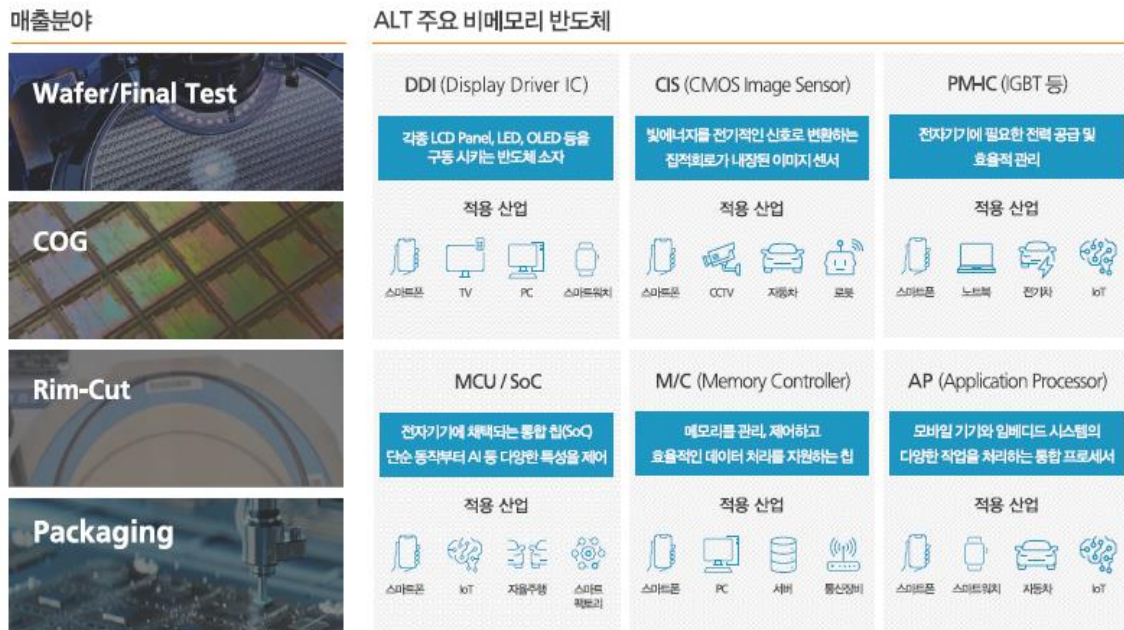 매출분야
Wafer/Final Test
COG
Rim-Cut
Packaging
ALT 주요 비메모리 반도체
DDI (Display Driver IC)
각종 LCD Panel, LED, OLED 등을
구동 시키는 반도체 소자
적용 산업
스마트폰 TV PC 스마트워치
CIS (CMOS Image Sensor)
빛에너지를 전기적인 신호로 변환하는
집적회로가 내장된 이미지 센서
적용 산업
스마트폰 CCTV 자동차 로봇
PM-IC (IGBT 등)
전자기기에 필요한 전력 공급 및
효율적 관리
적용 산업
스마트폰 노트북 전기차 IoT
MCU / SoC
전자기기에 채택되는 통합 칩(SoC)
단순 동작부터 AI 등 다양한 특성을 제어
적용 산업
스마트폰 IoT 자율주행 스마트
팩토리
M/C (Memory Controller)
메모리를 관리, 제어하고
효율적인 데이터 처리를 지원하는 칩
적용 산업
스마트폰 PC 서버 통신장비
AP (Application Processor)
모바일 기기와 임베디드 시스템의
다양한 작업을 처리하는 통합 프로세서
적용 산업
스마트폰 스마트워치 자동차 IoT